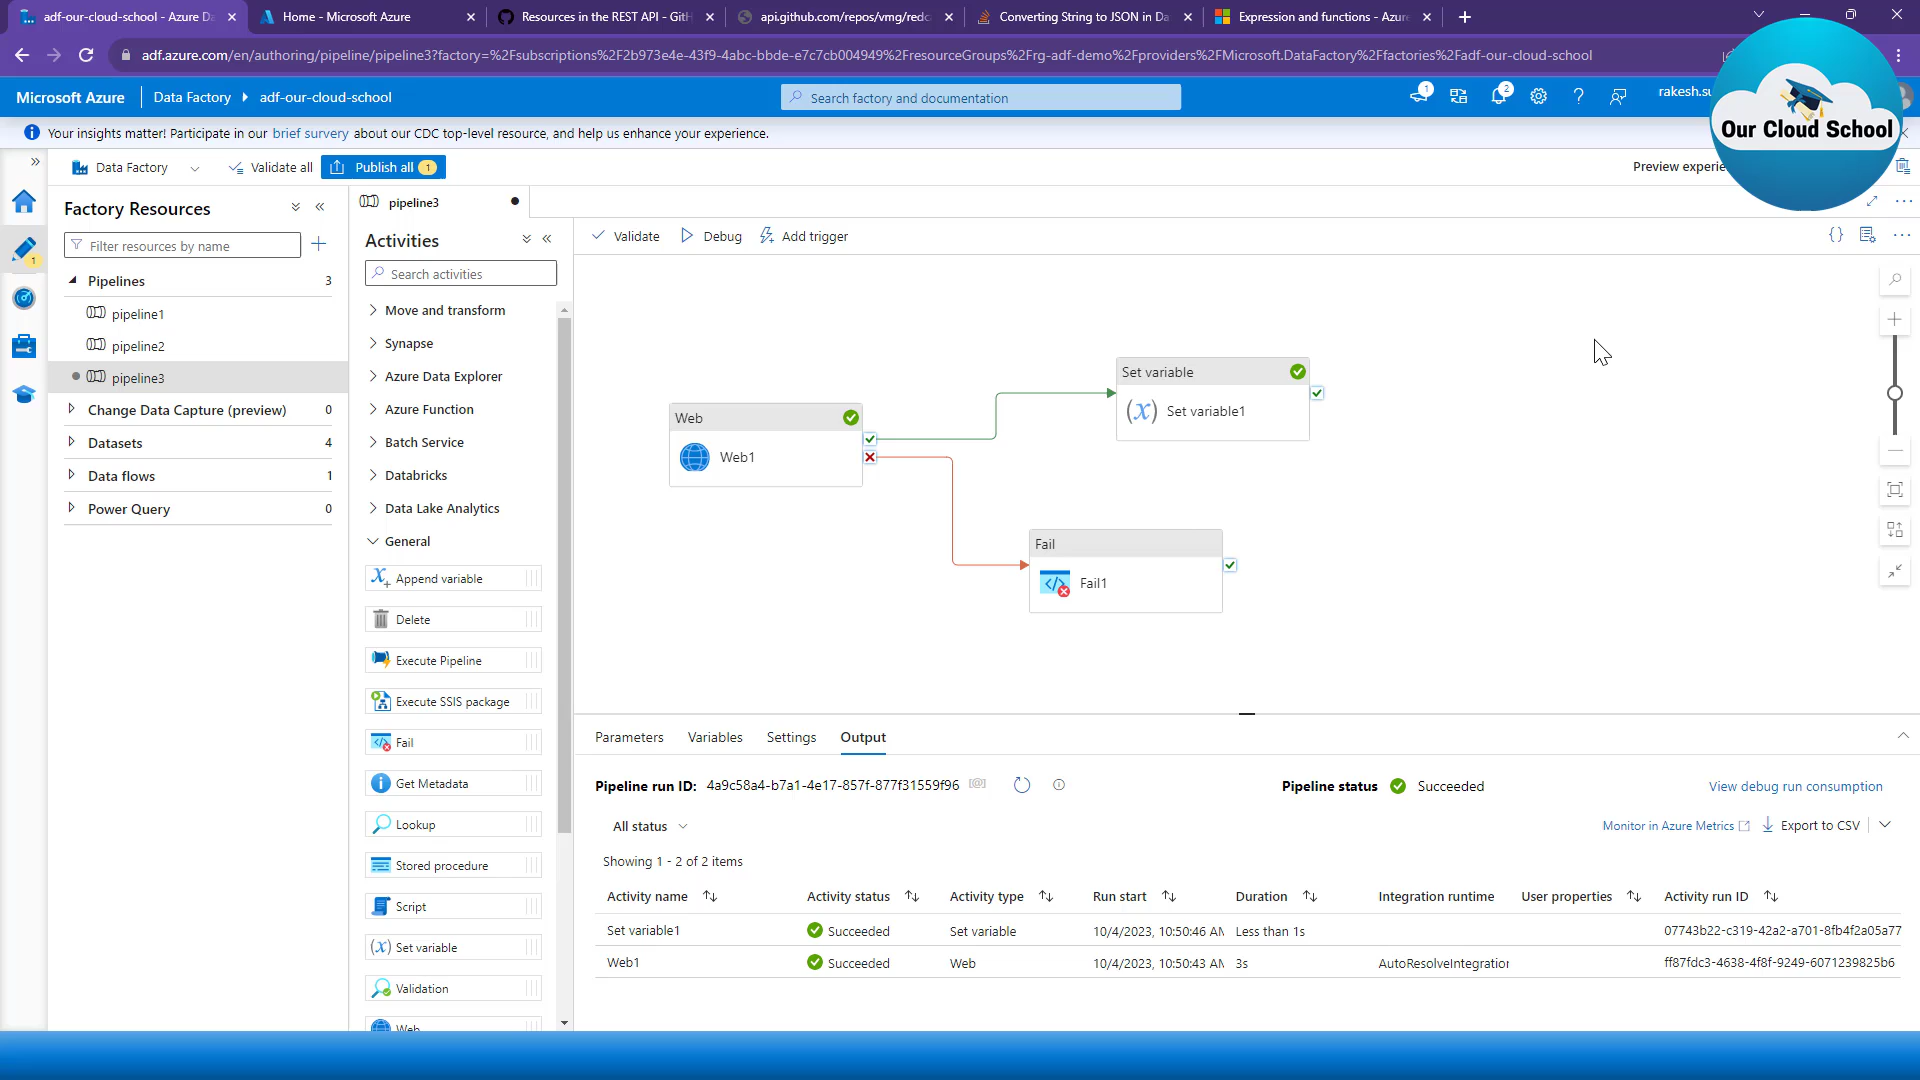 adf-our-cloud-school - Azure Da
Home - Microsoft Azure
Resources in the REST API - GitH
api.github.com/repos/vmg/redc
Converting String to JSON in Da
Expression and functions - Azure
adf.azure.com/en/authoring/pipeline/pipeline3?factory=%2Fsubscriptions%2F2b973e4e-43f9-4abc-bbde-e7c7cb004949%2FresourceGroups%2Frg-adf-demo%2Fproviders%2FMicrosoft.DataFactory%2Ffactories%2Fadf-our-cloud-school
Microsoft Azure
Data Factory
adf-our-cloud-school
Search factory and documentation
1
2
rakesh.su
Our Cloud School
Your insights matter! Participate in our brief survey about our CDC top-level resource, and help us enhance your experience.
Data Factory
Validate all
Publish all 1
Preview experie
Factory Resources
Filter resources by name
1
Pipelines 3
pipeline1
pipeline2
pipeline3
Change Data Capture (preview) 0
Datasets 4
Data flows 1
Power Query 0
pipeline3
Activities
Search activities
Move and transform
Synapse
Azure Data Explorer
Azure Function
Batch Service
Databricks
Data Lake Analytics
General
Append variable
Delete
Execute Pipeline
Execute SSIS package
Fail
Get Metadata
Lookup
Stored procedure
Script
Set variable
Validation
Web
Validate
Debug
Add trigger
Web
Web1
Set variable
Set variable1
Fail
Fail1
Parameters
Variables
Settings
Output
Pipeline run ID: 4a9c58a4-b7a1-4e17-857f-877f31559f96
Pipeline status Succeeded
View debug run consumption
All status
Monitor in Azure Metrics
Export to CSV
Showing 1 - 2 of 2 items
Activity name Activity status Activity type Run start Duration Integration runtime User properties Activity run ID
Set variable1 Succeeded Set variable 10/4/2023, 10:50:46 AM Less than 1s 07743b22-c319-42a2-a701-8fb4f2a05a77
Web1 Succeeded Web 10/4/2023, 10:50:43 AM 3s AutoResolveIntegration ff87fdc3-4638-4f8f-9249-6071239825b6